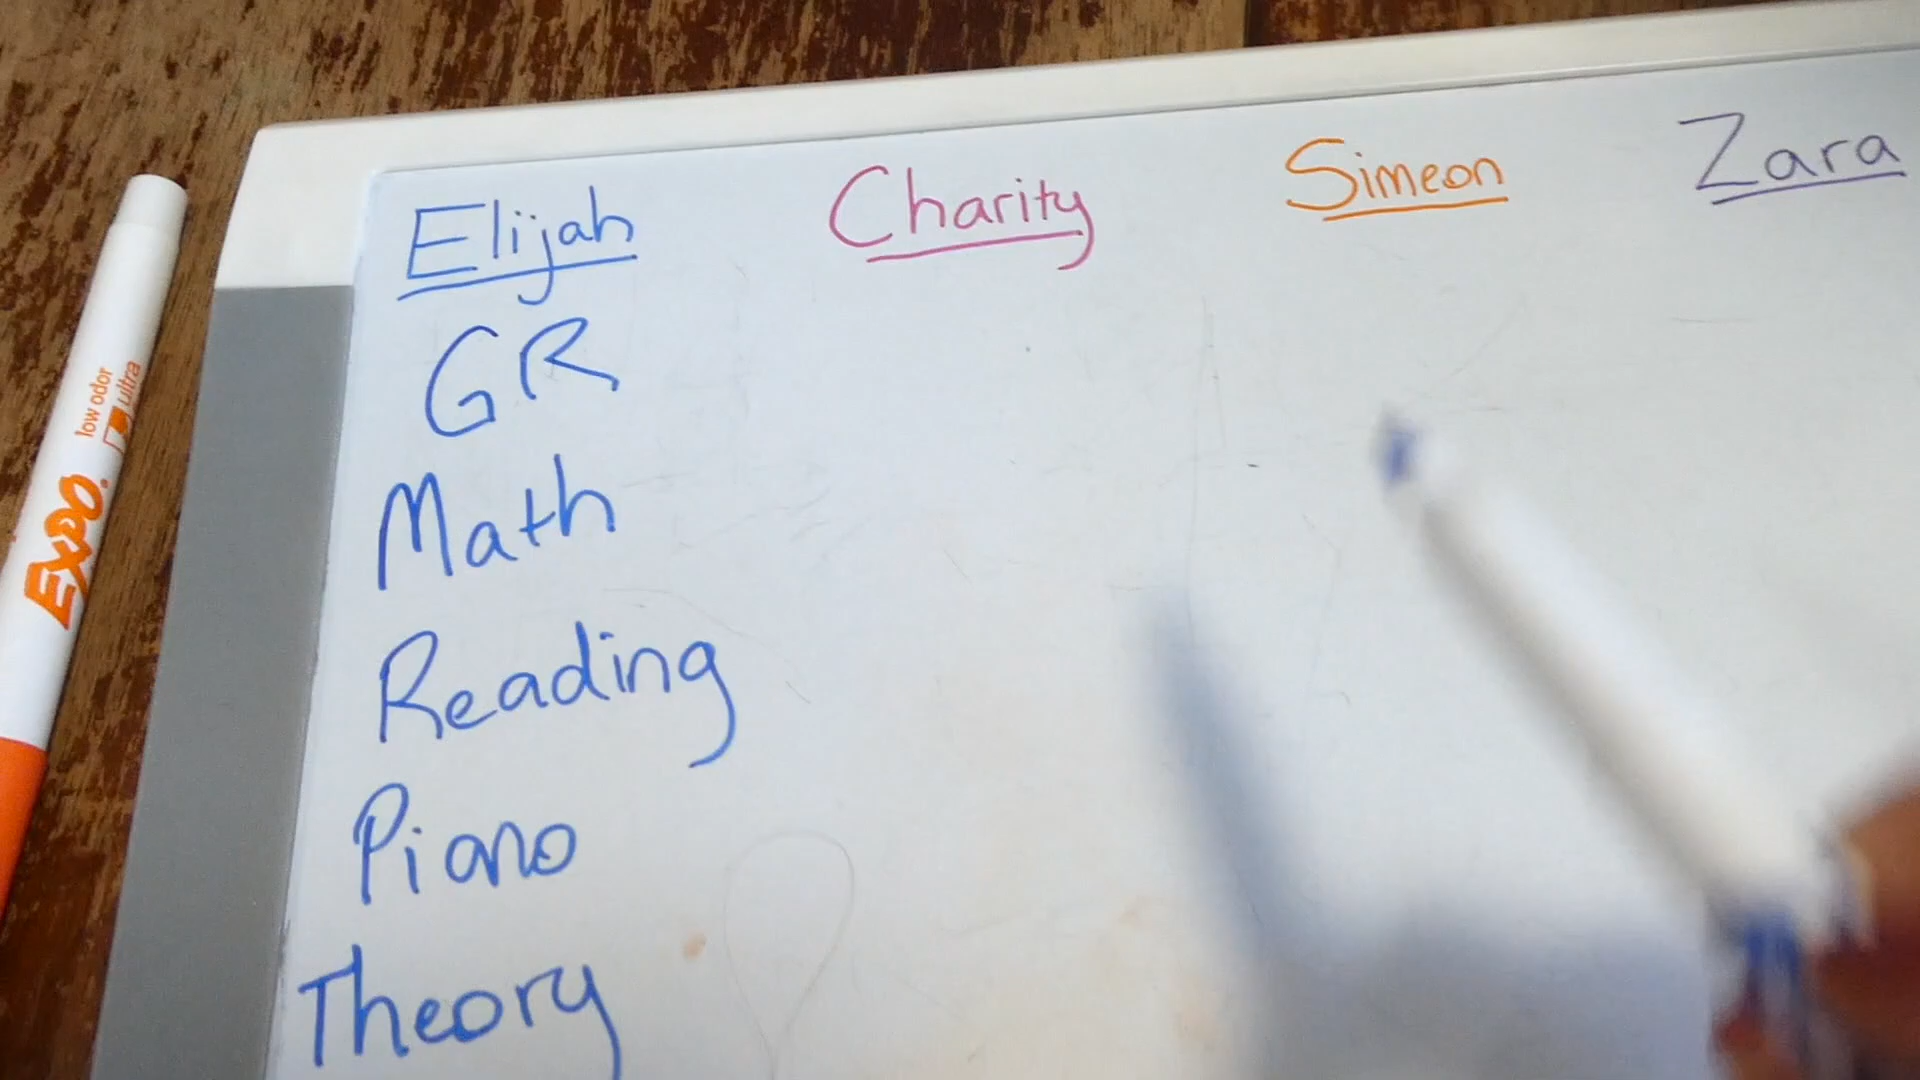 Elijah Charity Simeon Zara
GR
Math
Reading
Piano
Theory
EXPO
low odor
ultra